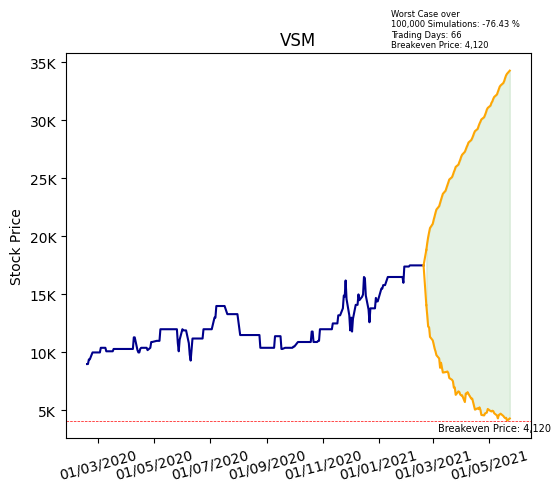 Worst Case over
100,000 Simulations: -76.43 %
Trading Days: 66
Breakeven Price: 4,120
VSM
Stock Price
35K
30K
25K
20K
15K
10K
5K
Breakeven Price: 4,120
01/03/2020
01/05/2020
01/07/2020
01/09/2020
01/11/2020
01/01/2021
01/03/2021
01/05/2021